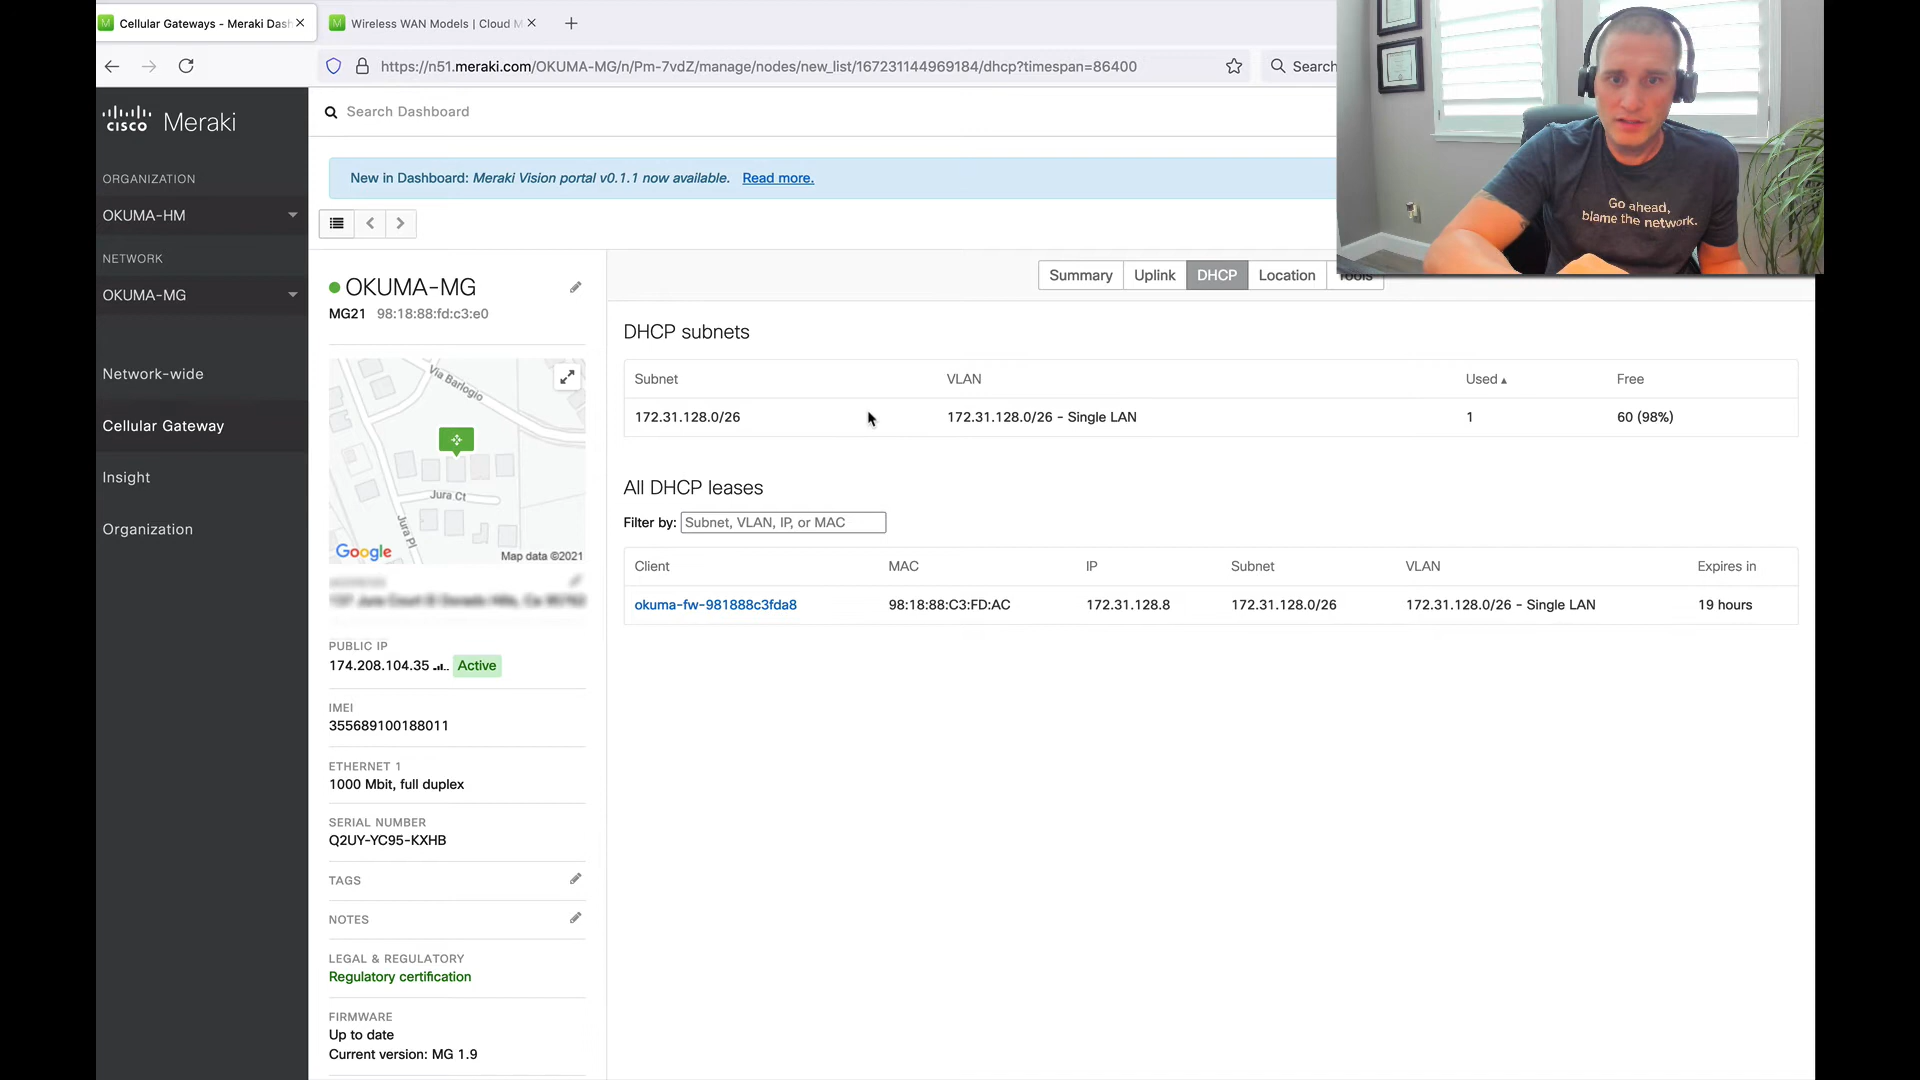 Cellular Gateways - Meraki Dash
Wireless WAN Models | Cloud M
https://n51.meraki.com/OKUMA-MG/n/Pm-7vdZ/manage/nodes/new_list/167231144969184/dhcp?timespan=86400
Search
CISCO Meraki
Search Dashboard
ORGANIZATION
OKUMA-HM
NETWORK
OKUMA-MG
Network-wide
Cellular Gateway
Insight
Organization
New in Dashboard: Meraki Vision portal v0.1.1 now available. Read more.
Go ahead,
blame the network.
OKUMA-MG
MG21 98:18:88:fd:c3:e0
Via Barlogio
Jura Ct
Jura Pl
Google
Map data ©2021
PUBLIC IP
174.208.104.35 Active
IMEI
355689100188011
ETHERNET 1
1000 Mbit, full duplex
SERIAL NUMBER
Q2UY-YC95-KXHB
TAGS
NOTES
LEGAL & REGULATORY
Regulatory certification
FIRMWARE
Up to date
Current version: MG 1.9
Summary Uplink DHCP Location Tools
DHCP subnets
Subnet VLAN Used Free
172.31.128.0/26 172.31.128.0/26 - Single LAN 1 60 (98%)
All DHCP leases
Filter by: Subnet, VLAN, IP, or MAC
Client MAC IP Subnet VLAN Expires in
okuma-fw-981888c3fda8 98:18:88:C3:FD:AC 172.31.128.8 172.31.128.0/26 172.31.128.0/26 - Single LAN 19 hours